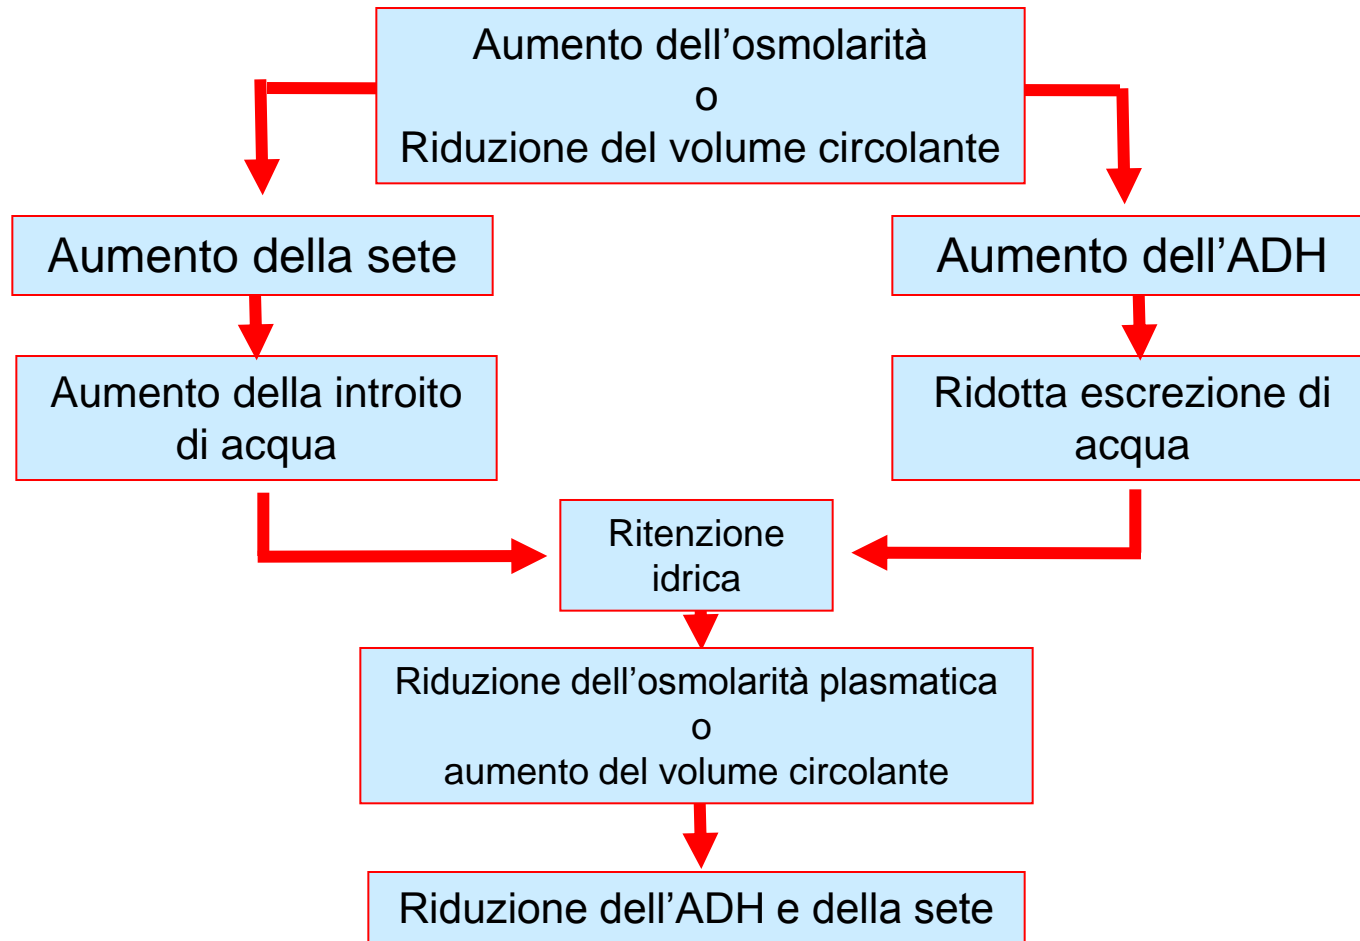 Aumento dell’osmolarità
o
Riduzione del volume circolante
Aumento della sete
Aumento dell’ADH
Aumento della introito
di acqua
Ridotta escrezione di
acqua
Ritenzione
idrica
Riduzione dell’osmolarità plasmatica
o
aumento del volume circolante
Riduzione dell’ADH e della sete